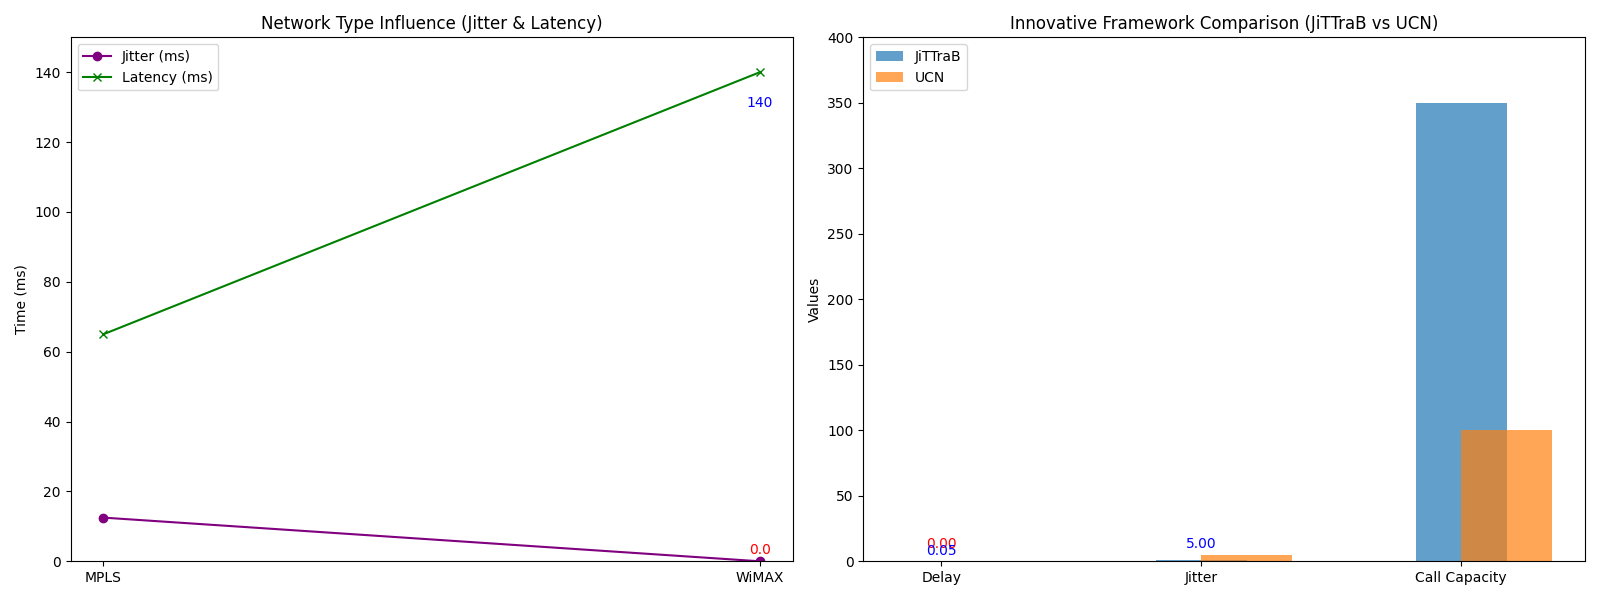 Network Type Influence (Jitter & Latency)
Jitter (ms)
Latency (ms)
Time (ms)
140
120
100
80
60
40
20
0
140
0.0
MPLS
WiMAX
Innovative Framework Comparison (JiTTraB vs UCN)
JiTTraB
UCN
Values
400
350
300
250
200
150
100
50
0
0.00
0.05
5.00
Delay
Jitter
Call Capacity